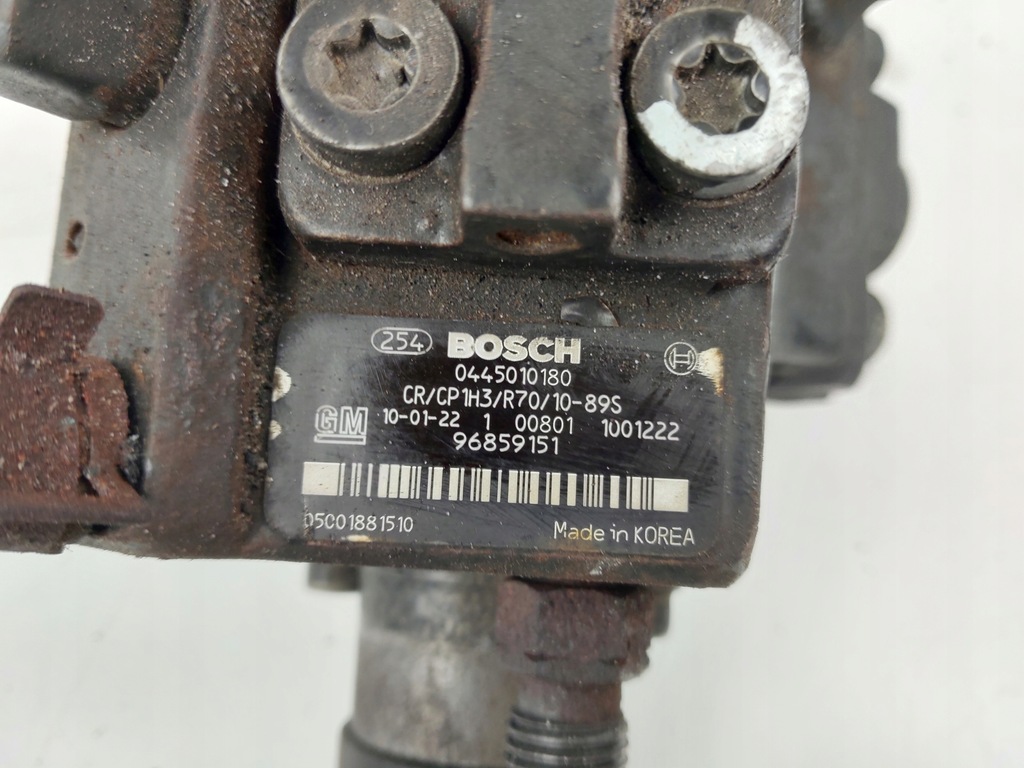 254 BOSCH
0445010180
CR/CP1H3/R70/10-89S
GM 10-01-22 1 00801 1001222
96859151
05001881510 Made in KOREA